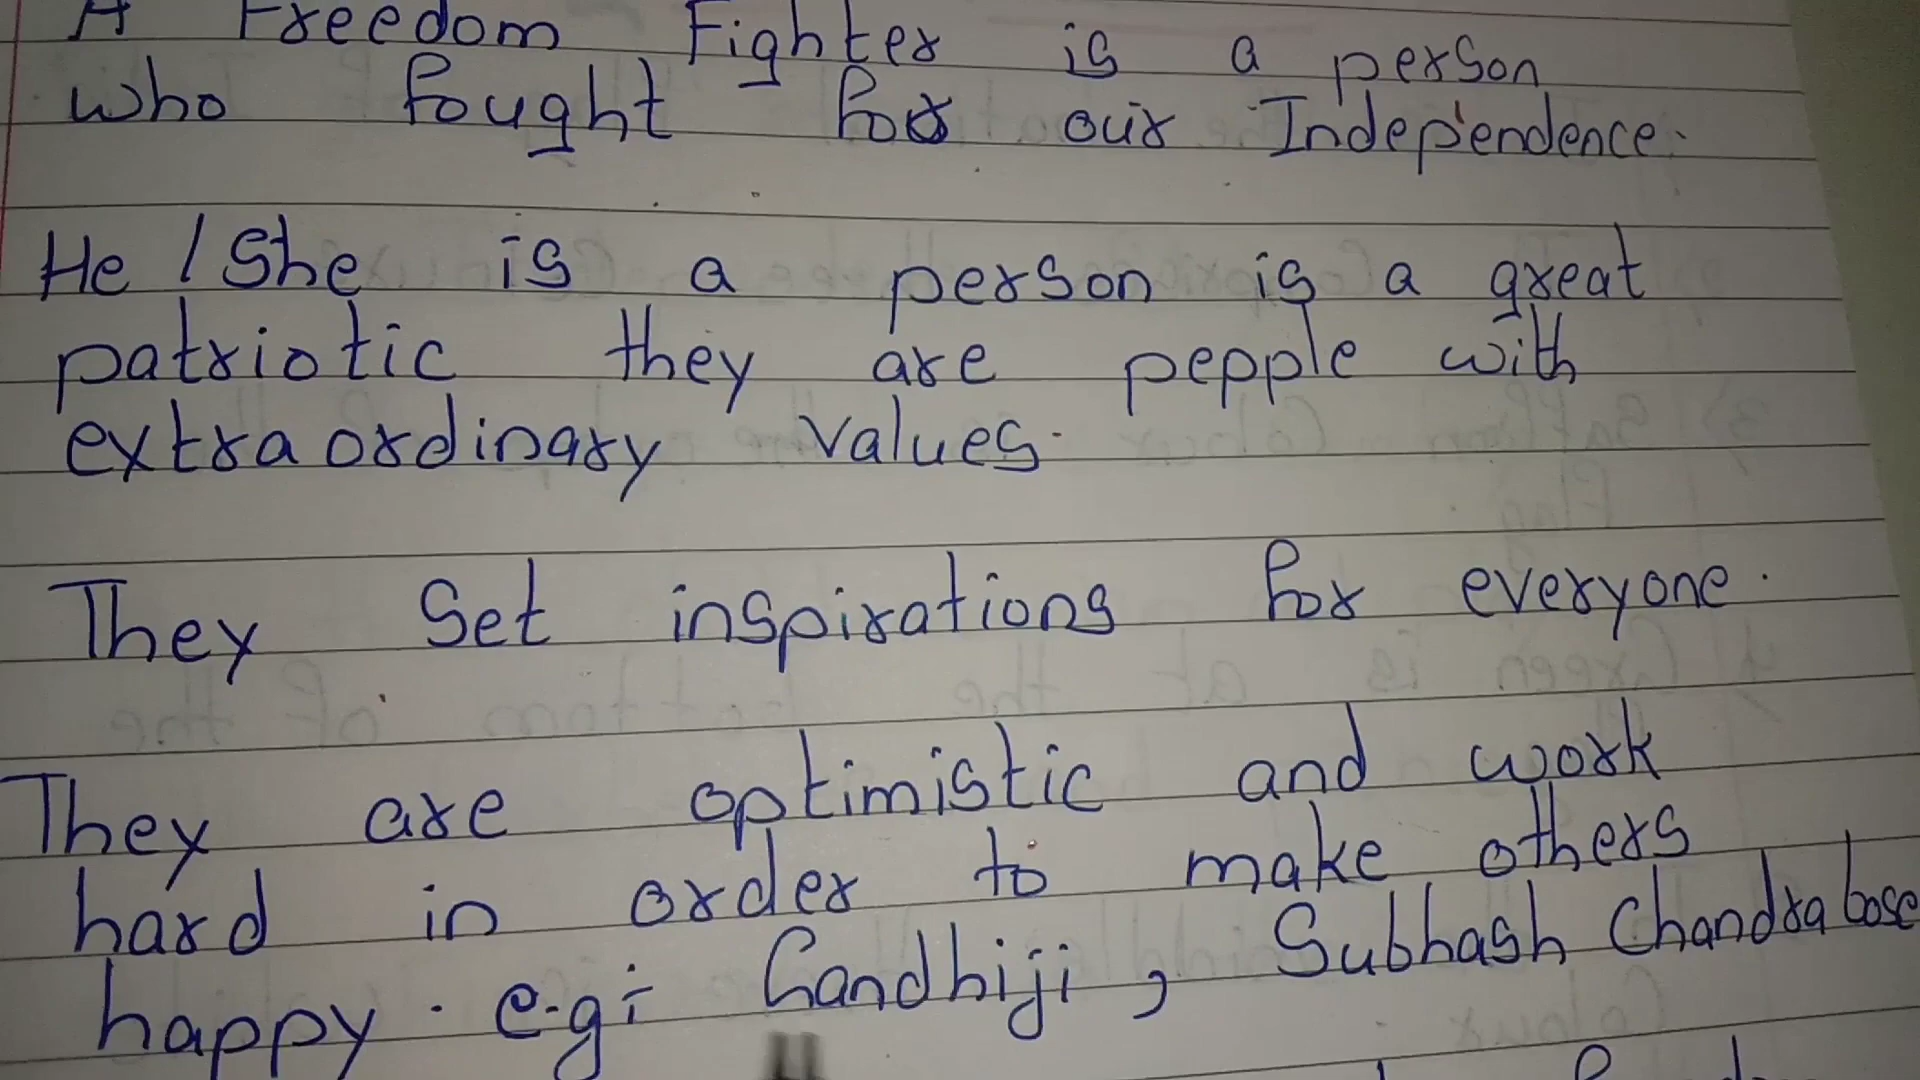 A Freedom Fighter is a person
who fought for our Independence.
He / She is a person is a great
patriotic they are pepple with
extraordinary values.
They Set inspirations for everyone.
They are optimistic and work
hard in order to make others
happy. e.g:- Gandhiji, Subhash Chandra bose